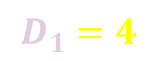 D₁ = 4